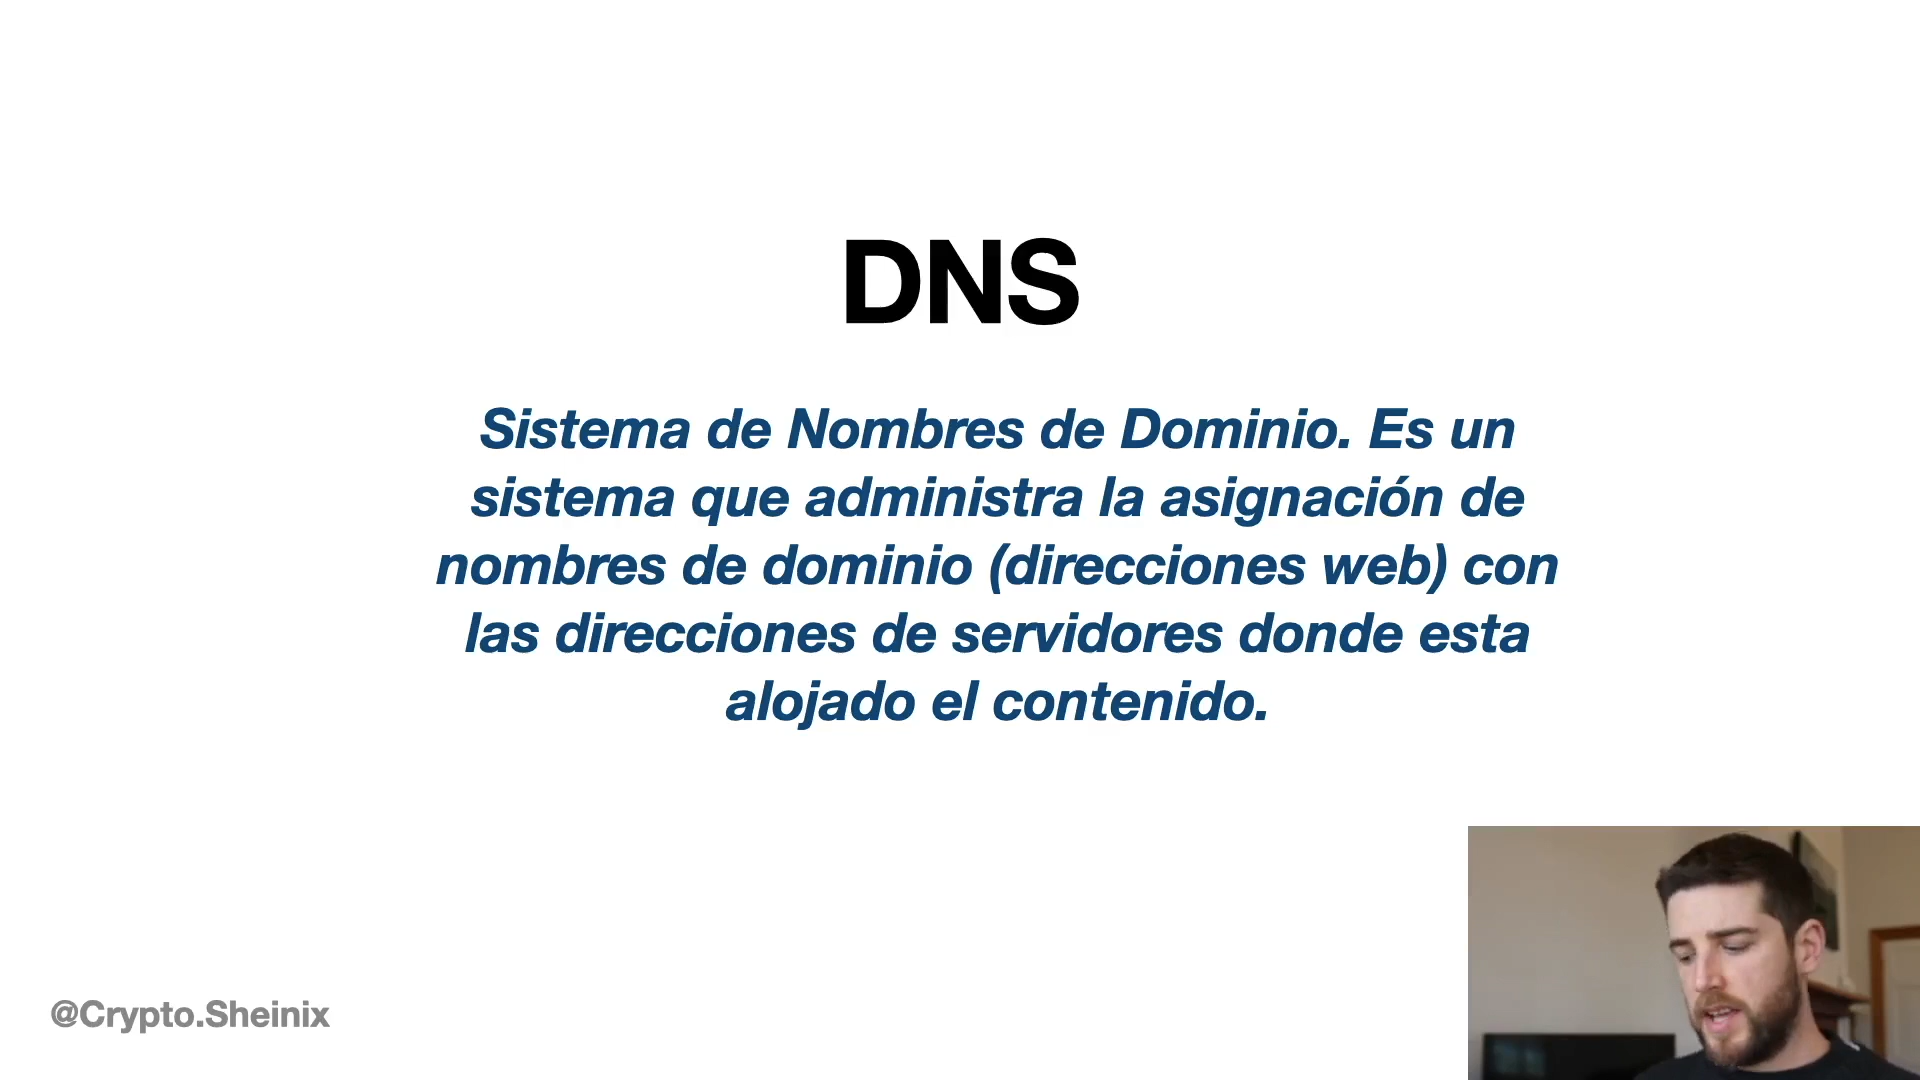 DNS
Sistema de Nombres de Dominio. Es un
sistema que administra la asignación de
nombres de dominio (direcciones web) con
las direcciones de servidores donde esta
alojado el contenido.
@Crypto.Sheinix